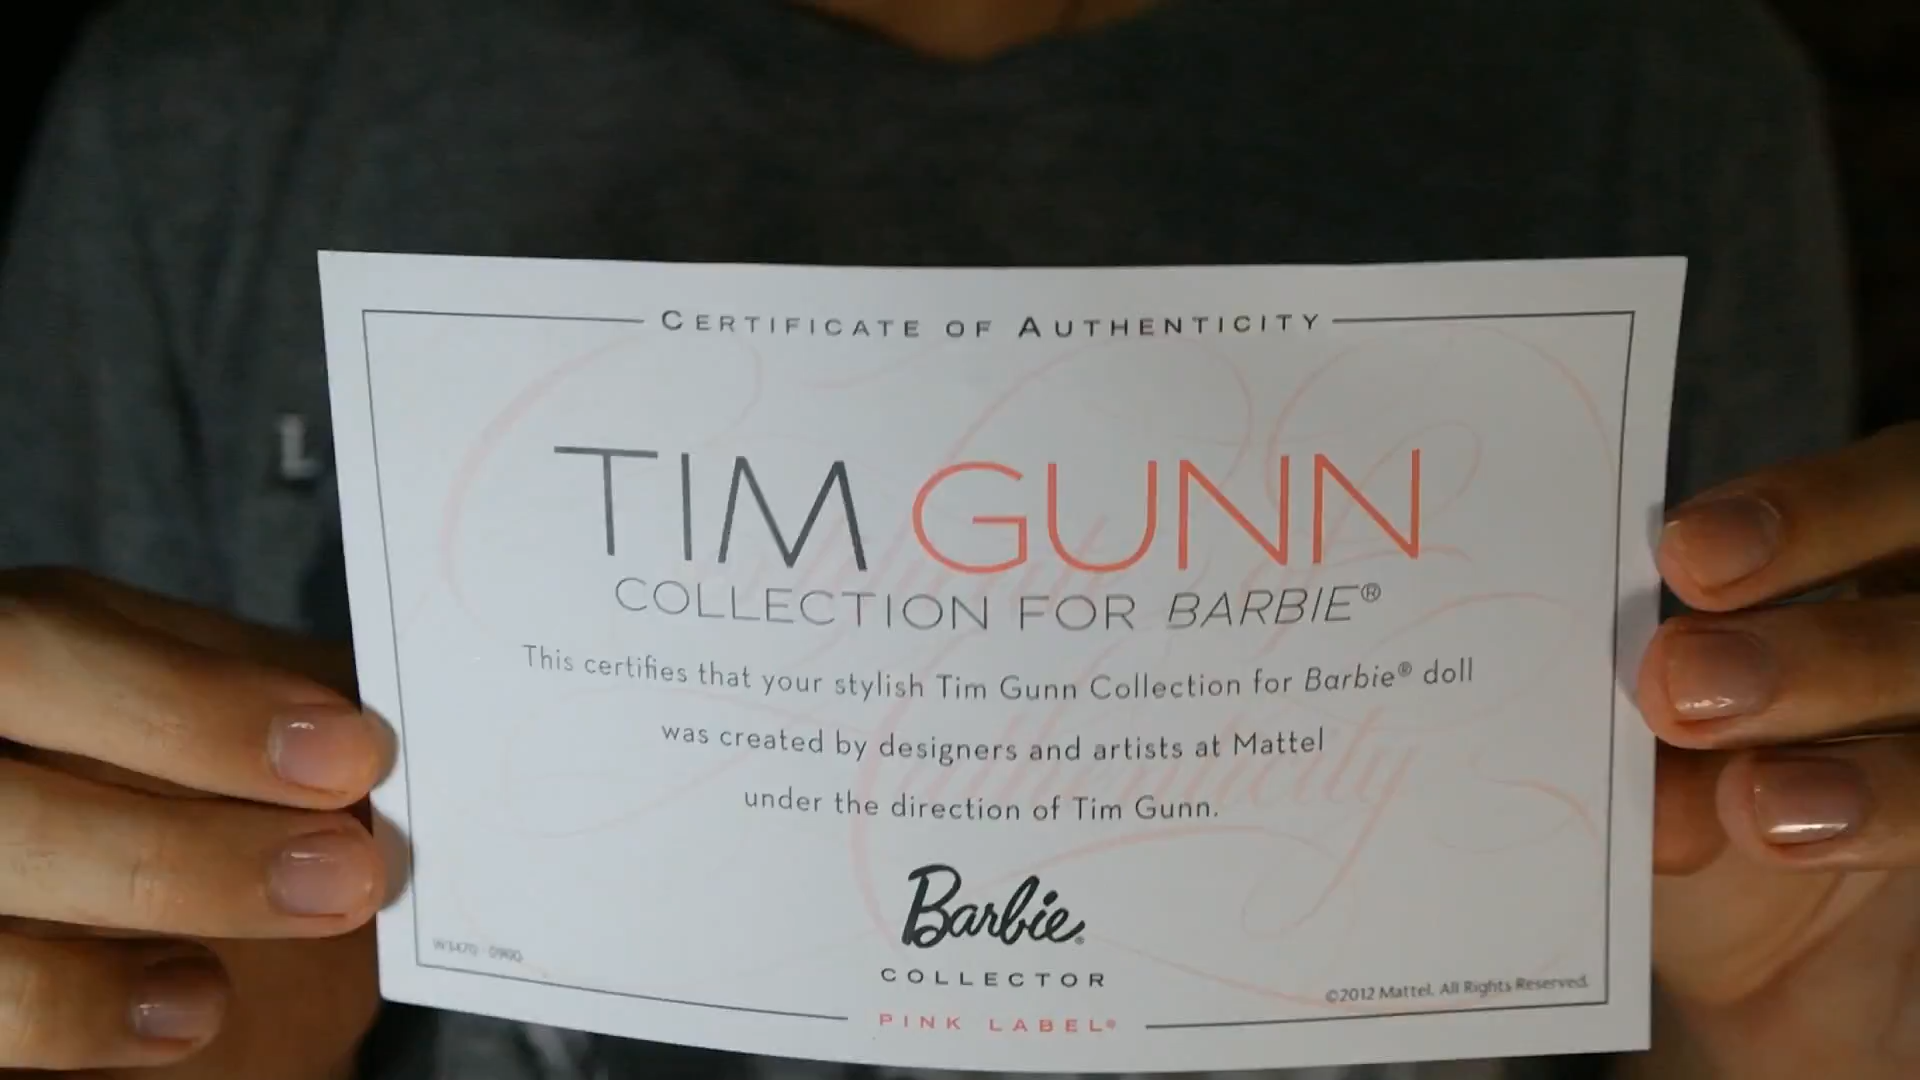 CERTIFICATE OF AUTHENTICITY
TIM GUNN
COLLECTION FOR BARBIE®
This certifies that your stylish Tim Gunn Collection for Barbie® doll
was created by designers and artists at Mattel
under the direction of Tim Gunn.
Barbie
COLLECTOR
PINK LABEL®
©2012 Mattel. All Rights Reserved.